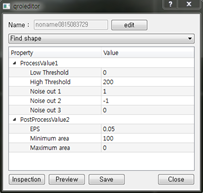 Name : noname9815083729 edit
Find shape
Property Value
ProcessValue1
Low Threshold 0
High Threshold 200
Noise out 1 1
Noise out 2 -1
Noise out 3 0
PostProcessValue2
EPS 0.05
Minimum area 100
Maximum area 0
Inspection Preview Save Close